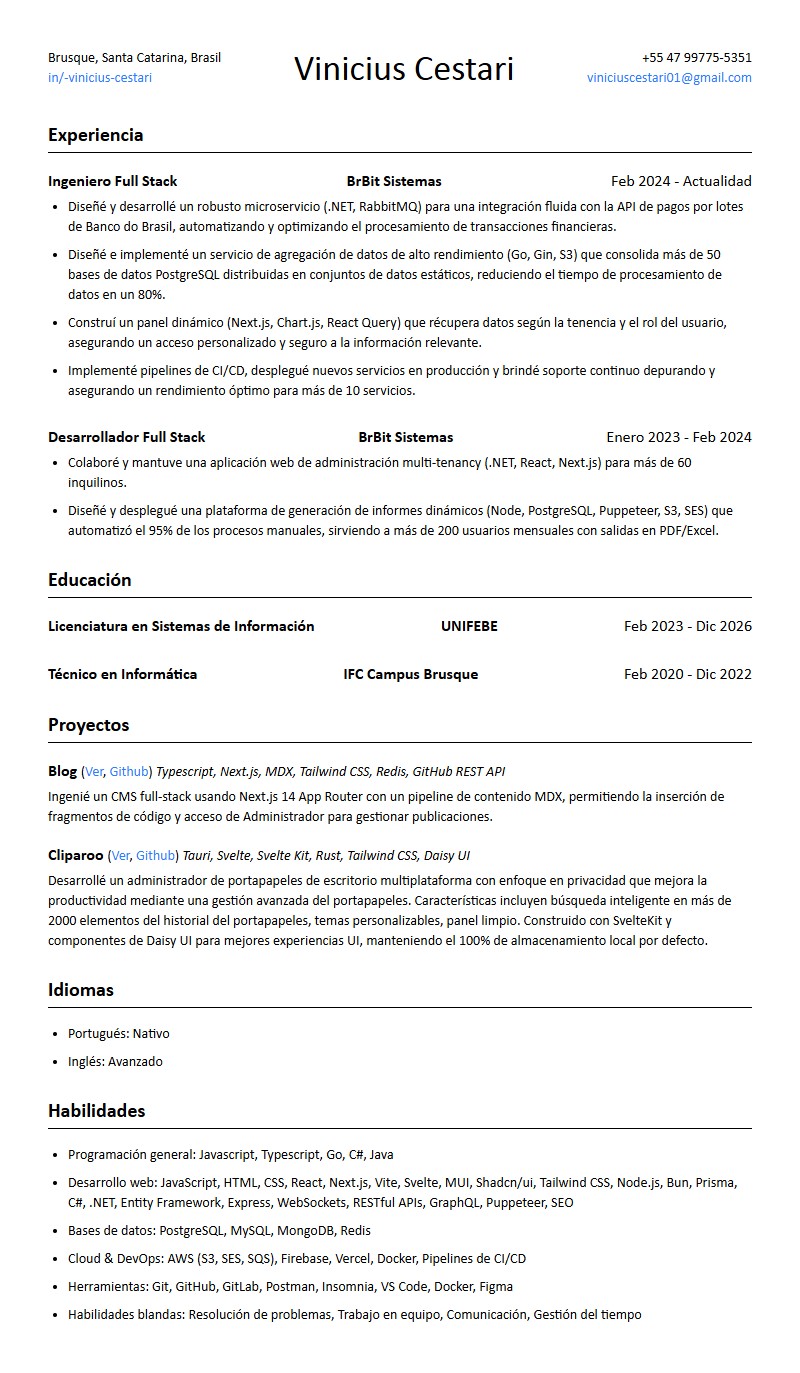 Brusque, Santa Catarina, Brasil
in/-vinicius-cestari
Vinicius Cestari
+55 47 99775-5351
viniciuscestari01@gmail.com
Experiencia
Ingeniero Full Stack BrBit Sistemas Feb 2024 - Actualidad
• Diseñé y desarrollé un robusto microservicio (.NET, RabbitMQ) para una integración fluida con la API de pagos por lotes
de Banco do Brasil, automatizando y optimizando el procesamiento de transacciones financieras.
• Diseñé e implementé un servicio de agregación de datos de alto rendimiento (Go, Gin, S3) que consolida más de 50
bases de datos PostgreSQL distribuidas en conjuntos de datos estáticos, reduciendo el tiempo de procesamiento de
datos en un 80%.
• Construí un panel dinámico (Next.js, Chart.js, React Query) que récupera datos según la tenencia y el rol del usuario,
asegurando un acceso personalizado y seguro a la información relevante.
• Implementé pipelines de CI/CD, desplegué nuevos servicios en producción y brindé soporte continuo depurando y
asegurando un rendimiento óptimo para más de 10 servicios.
Desarrollador Full Stack BrBit Sistemas Enero 2023 - Feb 2024
• Colaboré y mantuve una aplicación web de administración multi-tenancy (.NET, React, Next.js) para más de 60
inquilinos.
• Diseñé y desplegué una plataforma de generación de informes dinámicos (Node, PostgreSQL, Puppeteer, S3, SES) que
automatizó el 95% de los procesos manuales, sirviendo a más de 200 usuarios mensuales con salidas en PDF/Excel.
Educación
Licenciatura en Sistemas de Información UNIFEBE Feb 2023 - Dic 2026
Técnico en Informática IFC Campus Brusque Feb 2020 - Dic 2022
Proyectos
Blog (Ver, Github) Typescript, Next.js, MDX, Tailwind CSS, Redis, GitHub REST API
Ingenié un CMS full-stack usando Next.js 14 App Router con un pipeline de contenido MDX, permitiendo la inserción de
fragmentos de código y acceso de Administrador para gestionar publicaciones.
Cliparoo (Ver, Github) Tauri, Svelte, Svelte Kit, Rust, Tailwind CSS, Daisy UI
Desarrollé un administrador de portapapeles de escritorio multiplataforma con enfoque en privacidad que mejora la
productividad mediante una gestión avanzada del portapapeles. Características incluyen búsqueda inteligente en más de
2000 elementos del historial del portapapeles, temas personalizables, panel limpio. Construido con SvelteKit y
componentes de Daisy UI para mejores experiencias UI, manteniendo el 100% de almacenamiento local por defecto.
Idiomas
• Portugués: Nativo
• Inglés: Avanzado
Habilidades
• Programación general: Javascript, Typescript, Go, C#, Java
• Desarrollo web: JavaScript, HTML, CSS, React, Next.js, Vite, Svelte, MUI, Shadcn/ui, Tailwind CSS, Node.js, Bun, Prisma,
C#, .NET, Entity Framework, Express, WebSockets, RESTful APIs, GraphQL, Puppeteer, SEO
• Bases de datos: PostgreSQL, MySQL, MongoDB, Redis
• Cloud & DevOps: AWS (S3, SES, SQS), Firebase, Vercel, Docker, Pipelines de CI/CD
• Herramientas: Git, GitHub, GitLab, Postman, Insomnia, VS Code, Docker, Figma
• Habilidades blandas: Resolución de problemas, Trabajo en equipo, Comunicación, Gestión del tiempo